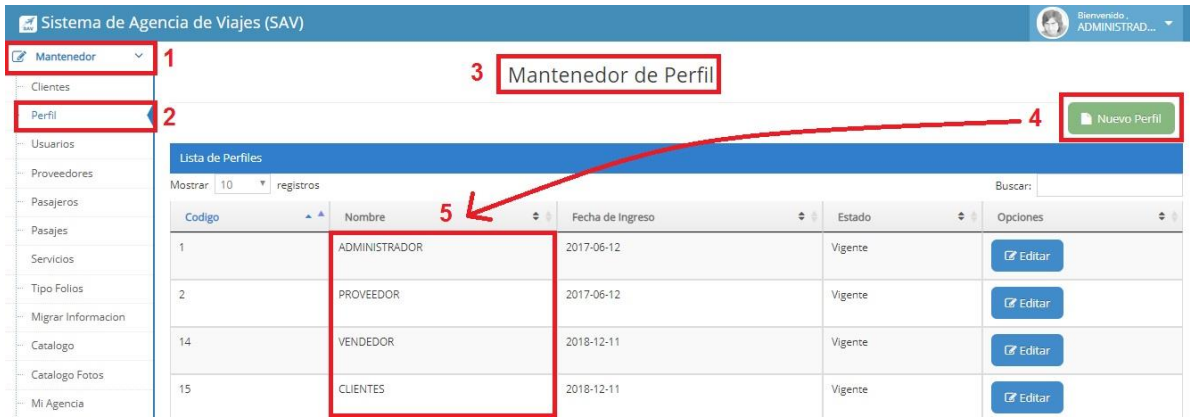 SAV
Sistema de Agencia de Viajes (SAV)
Bienvenido ,
ADMINISTRAD...
Mantenedor
1
Clientes
Perfil
2
Usuarios
Proveedores
Pasajeros
Pasajes
Servicios
Tipo Folios
Migrar Informacion
Catalogo
Catalogo Fotos
Mi Agencia
3
Mantenedor de Perfil
4
Nuevo Perfil
Lista de Perfiles
Mostrar 10 registros
Buscar:
5
Codigo Nombre Fecha de Ingreso Estado Opciones
1 ADMINISTRADOR 2017-06-12 Vigente Editar
2 PROVEEDOR 2017-06-12 Vigente Editar
14 VENDEDOR 2018-12-11 Vigente Editar
15 CLIENTES 2018-12-11 Vigente Editar